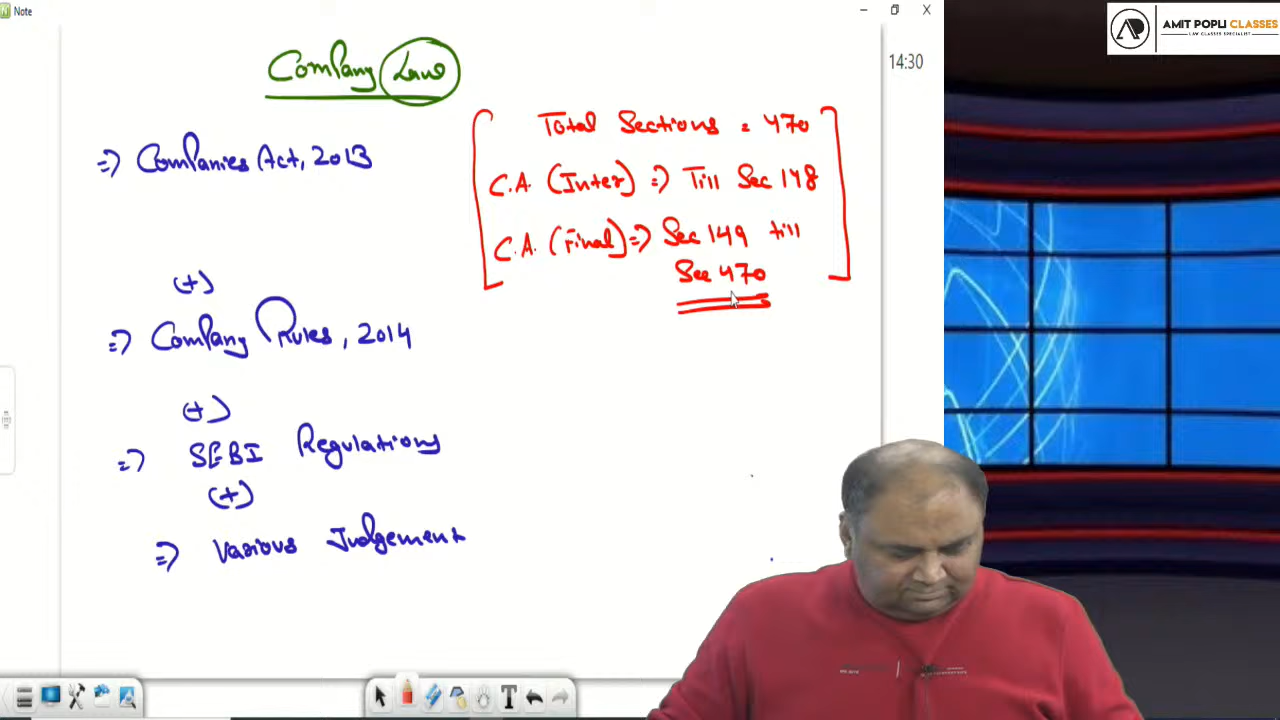 Note
AMIT POPLI CLASSES
LAW CLASSES SPECIALIST
14:30
Company Law
=> Companies Act, 2013
(+)
=> Company Rules, 2014
(+)
=> SEBI Regulations
(+)
=> Various Judgement
Total Sections = 470
C.A. (Inter) => Till Sec 148
C.A. (Final) => Sec 149 till
Sec 470